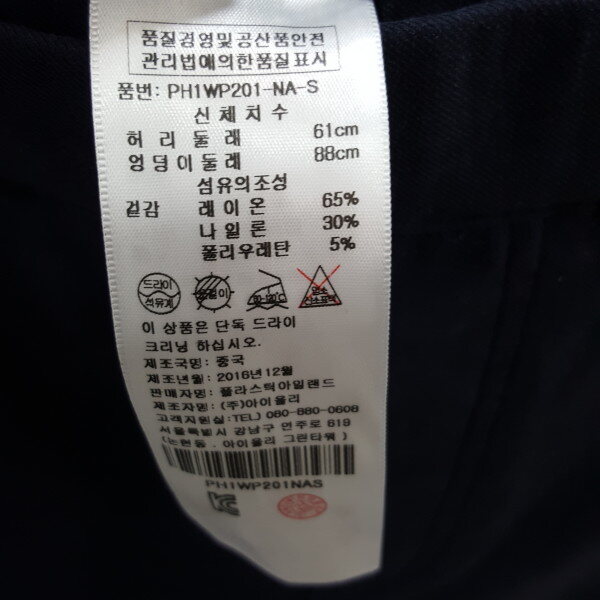 품질경영및공산품안전
관리법에의한품질표시
품번: PH1WP201-NA-S
신체치수
허리둘레 61cm
엉덩이둘레 88cm
섬유의조성
겉감 레이온 65%
나일론 30%
폴리우레탄 5%
드라이
석유계
이 상품은 단독 드라이
크리닝 하십시오.
제조국명: 중국
제조년월: 2016년12월
판매자명: 플라스틱아일랜드
제조자명: (주)아이올리
고객지원실:TEL) 080-880-0608
서울특별시 강남구 언주로 619
(논현동 . 아이올리 그린타워)
PH1WP201NAS